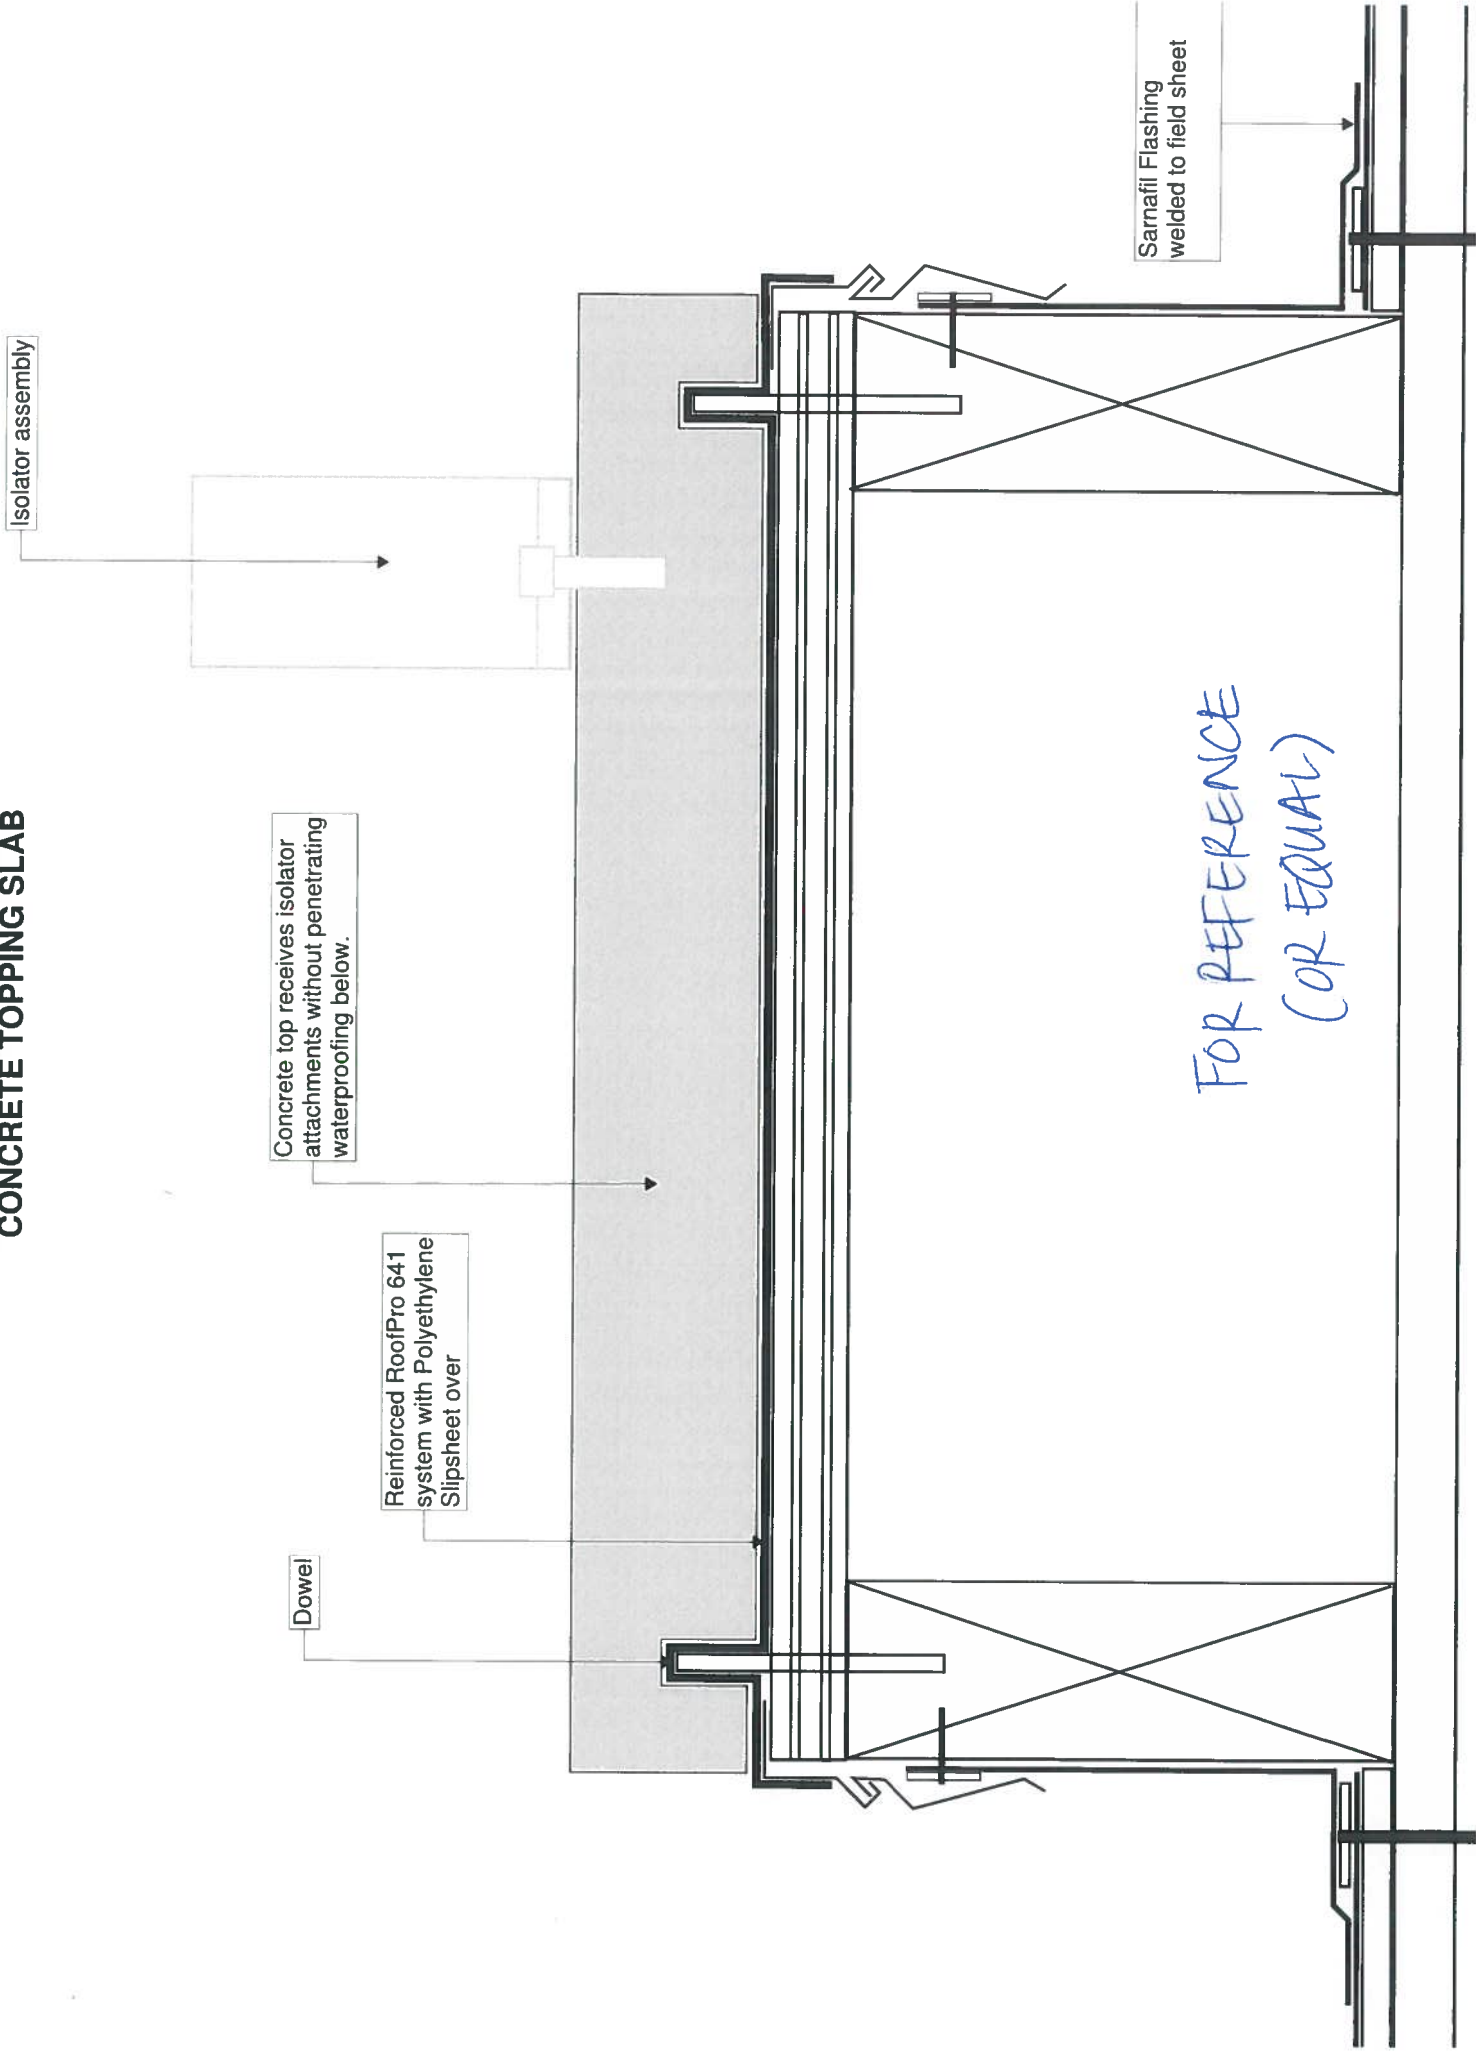 CONCRETE TOPPING SLAB
Isolator assembly
Concrete top receives isolator
attachments without penetrating
waterproofing below.
Reinforced RoofPro 641
system with Polyethylene
Slipsheet over
Dowel
Sarnafil Flashing
welded to field sheet
FOR REFERENCE
(OR EQUAL)